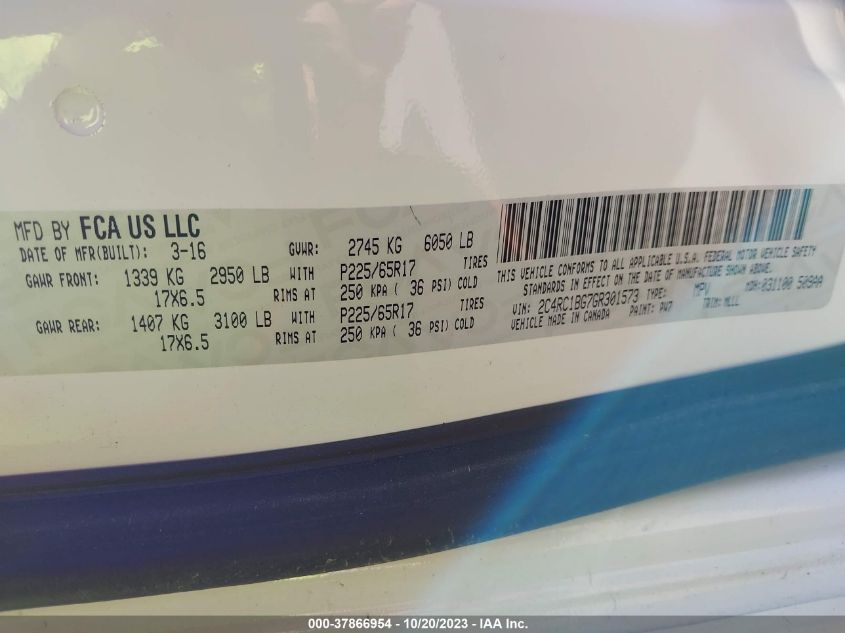 MFD BY FCA US LLC
DATE OF MFR(BUILT): 3-16 GVWR: 2745 KG 6050 LB
GAWR FRONT: 1339 KG 2950 LB WITH P225/65R17 TIRES
17X6.5 RIMS AT 250 KPA ( 36 PSI) COLD
GAWR REAR: 1407 KG 3100 LB WITH P225/65R17 TIRES
17X6.5 RIMS AT 250 KPA ( 36 PSI) COLD
THIS VEHICLE CONFORMS TO ALL APPLICABLE U.S.A. FEDERAL MOTOR VEHICLE SAFETY
STANDARDS IN EFFECT ON THE DATE OF MANUFACTURE SHOWN ABOVE.
VIN: 2C4RC1BG7GR301573 TYPE: MPV MDH: 031100 509AA
VEHICLE MADE IN CANADA PAINT: PW7 TRIM: MLLL
000-37866954 - 10/20/2023 - IAA Inc.